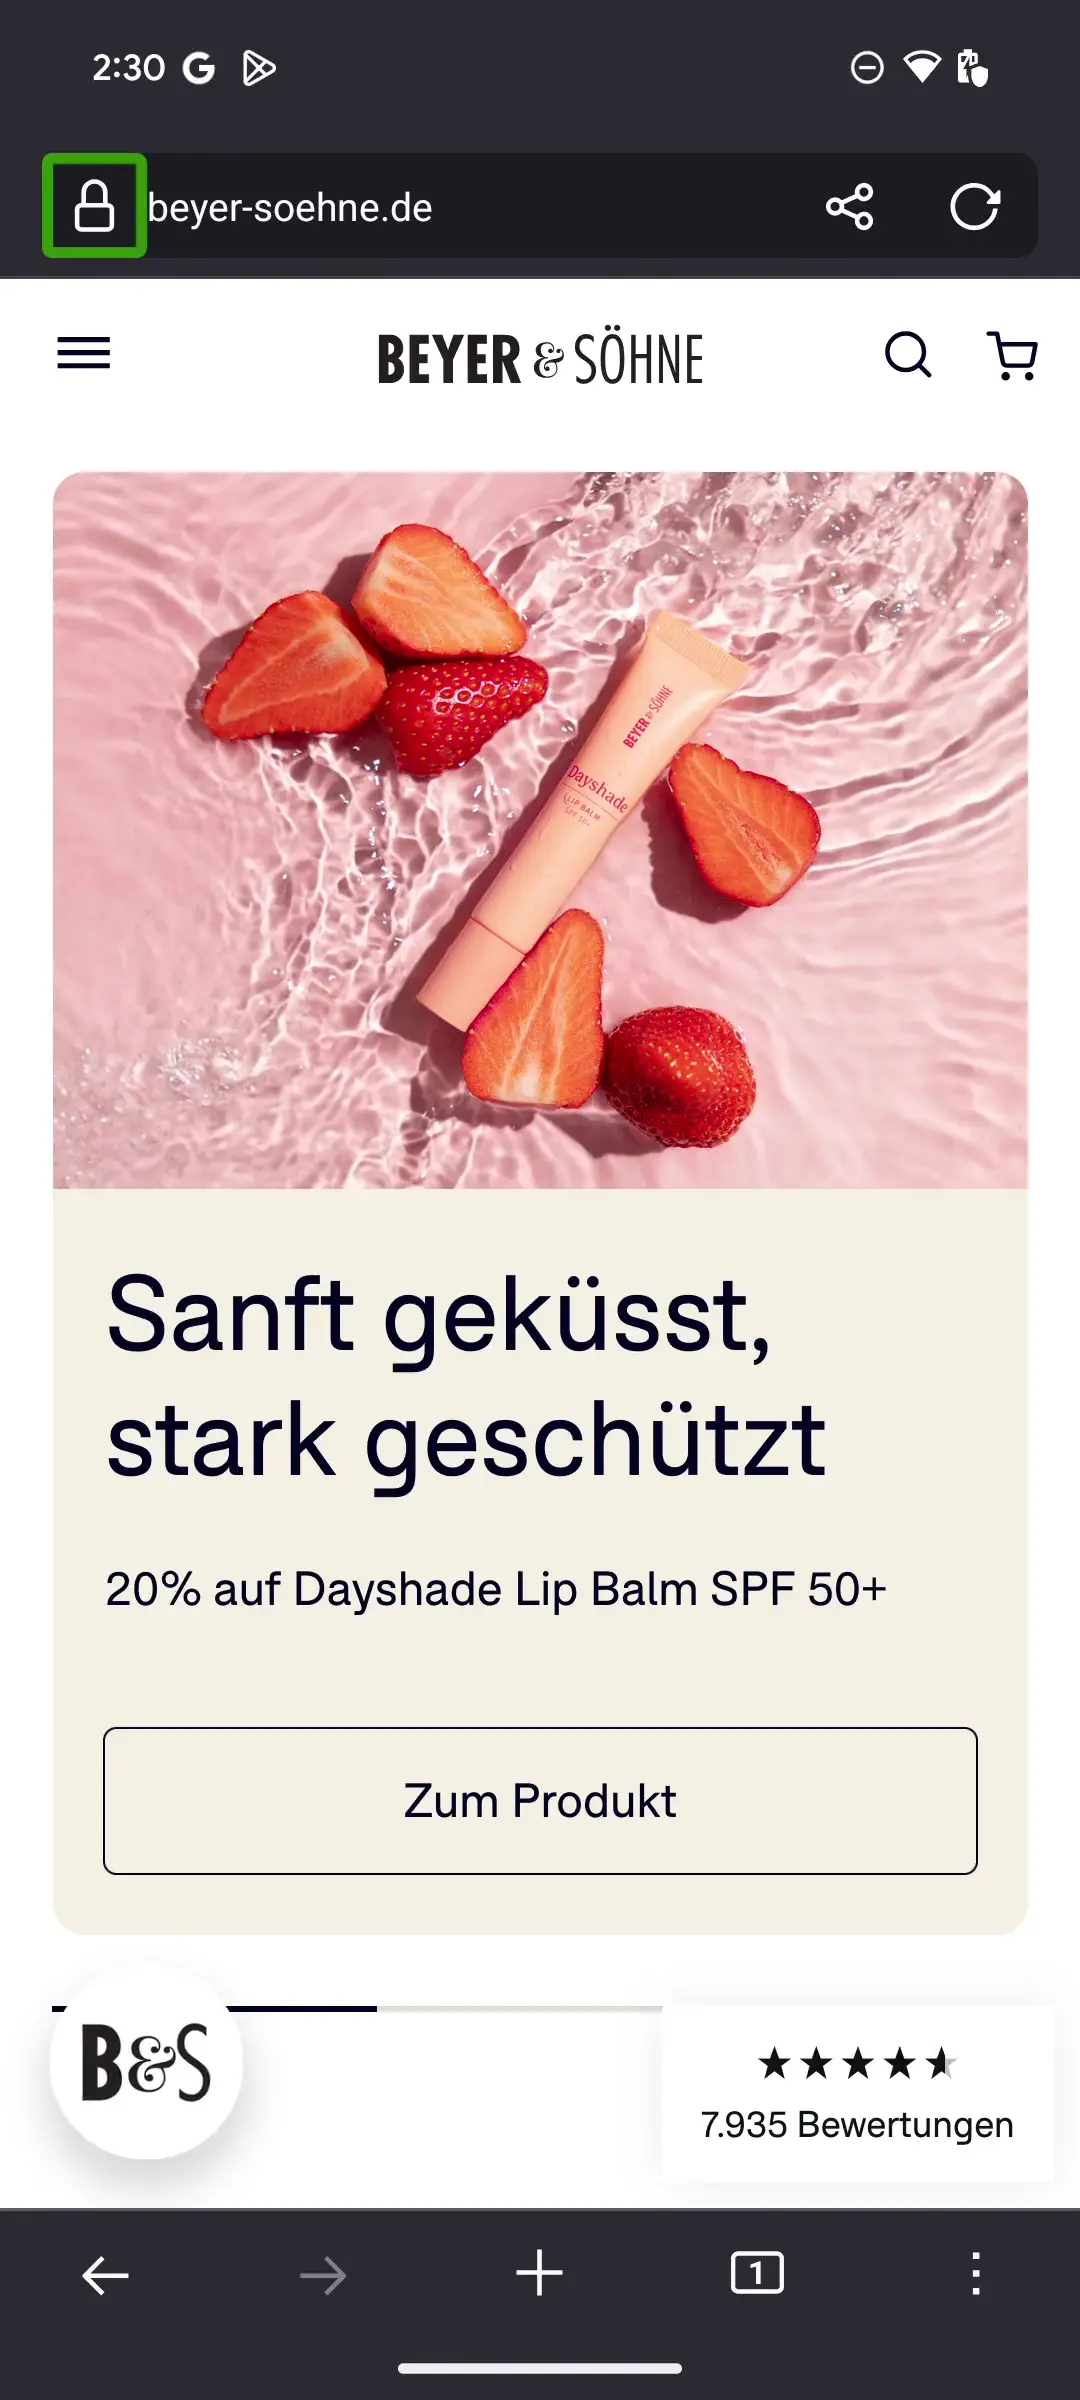 2:30
beyer-soehne.de
BEYER & SÖHNE
BEYER & SÖHNE
Dayshade
LIP BALM
SPF 50+
Sanft geküsst,
stark geschützt
20% auf Dayshade Lip Balm SPF 50+
Zum Produkt
B&S
7.935 Bewertungen
1